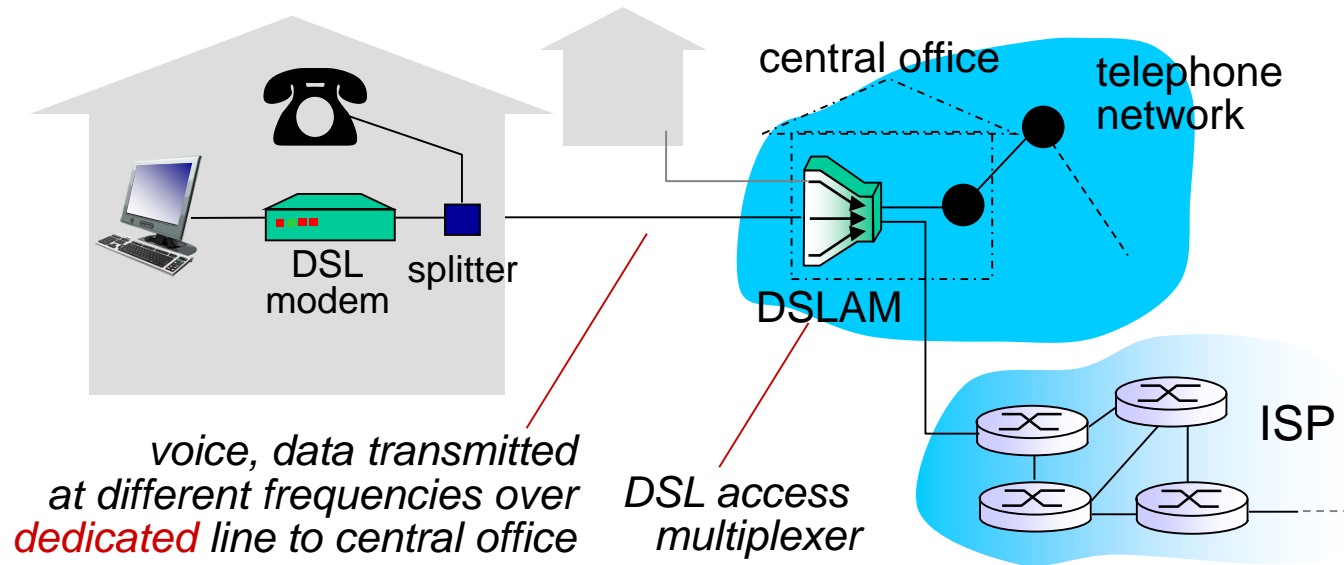 central office
telephone
network
DSL
modem
splitter
DSLAM
ISP
voice, data transmitted
at different frequencies over
dedicated line to central office
DSL access
multiplexer